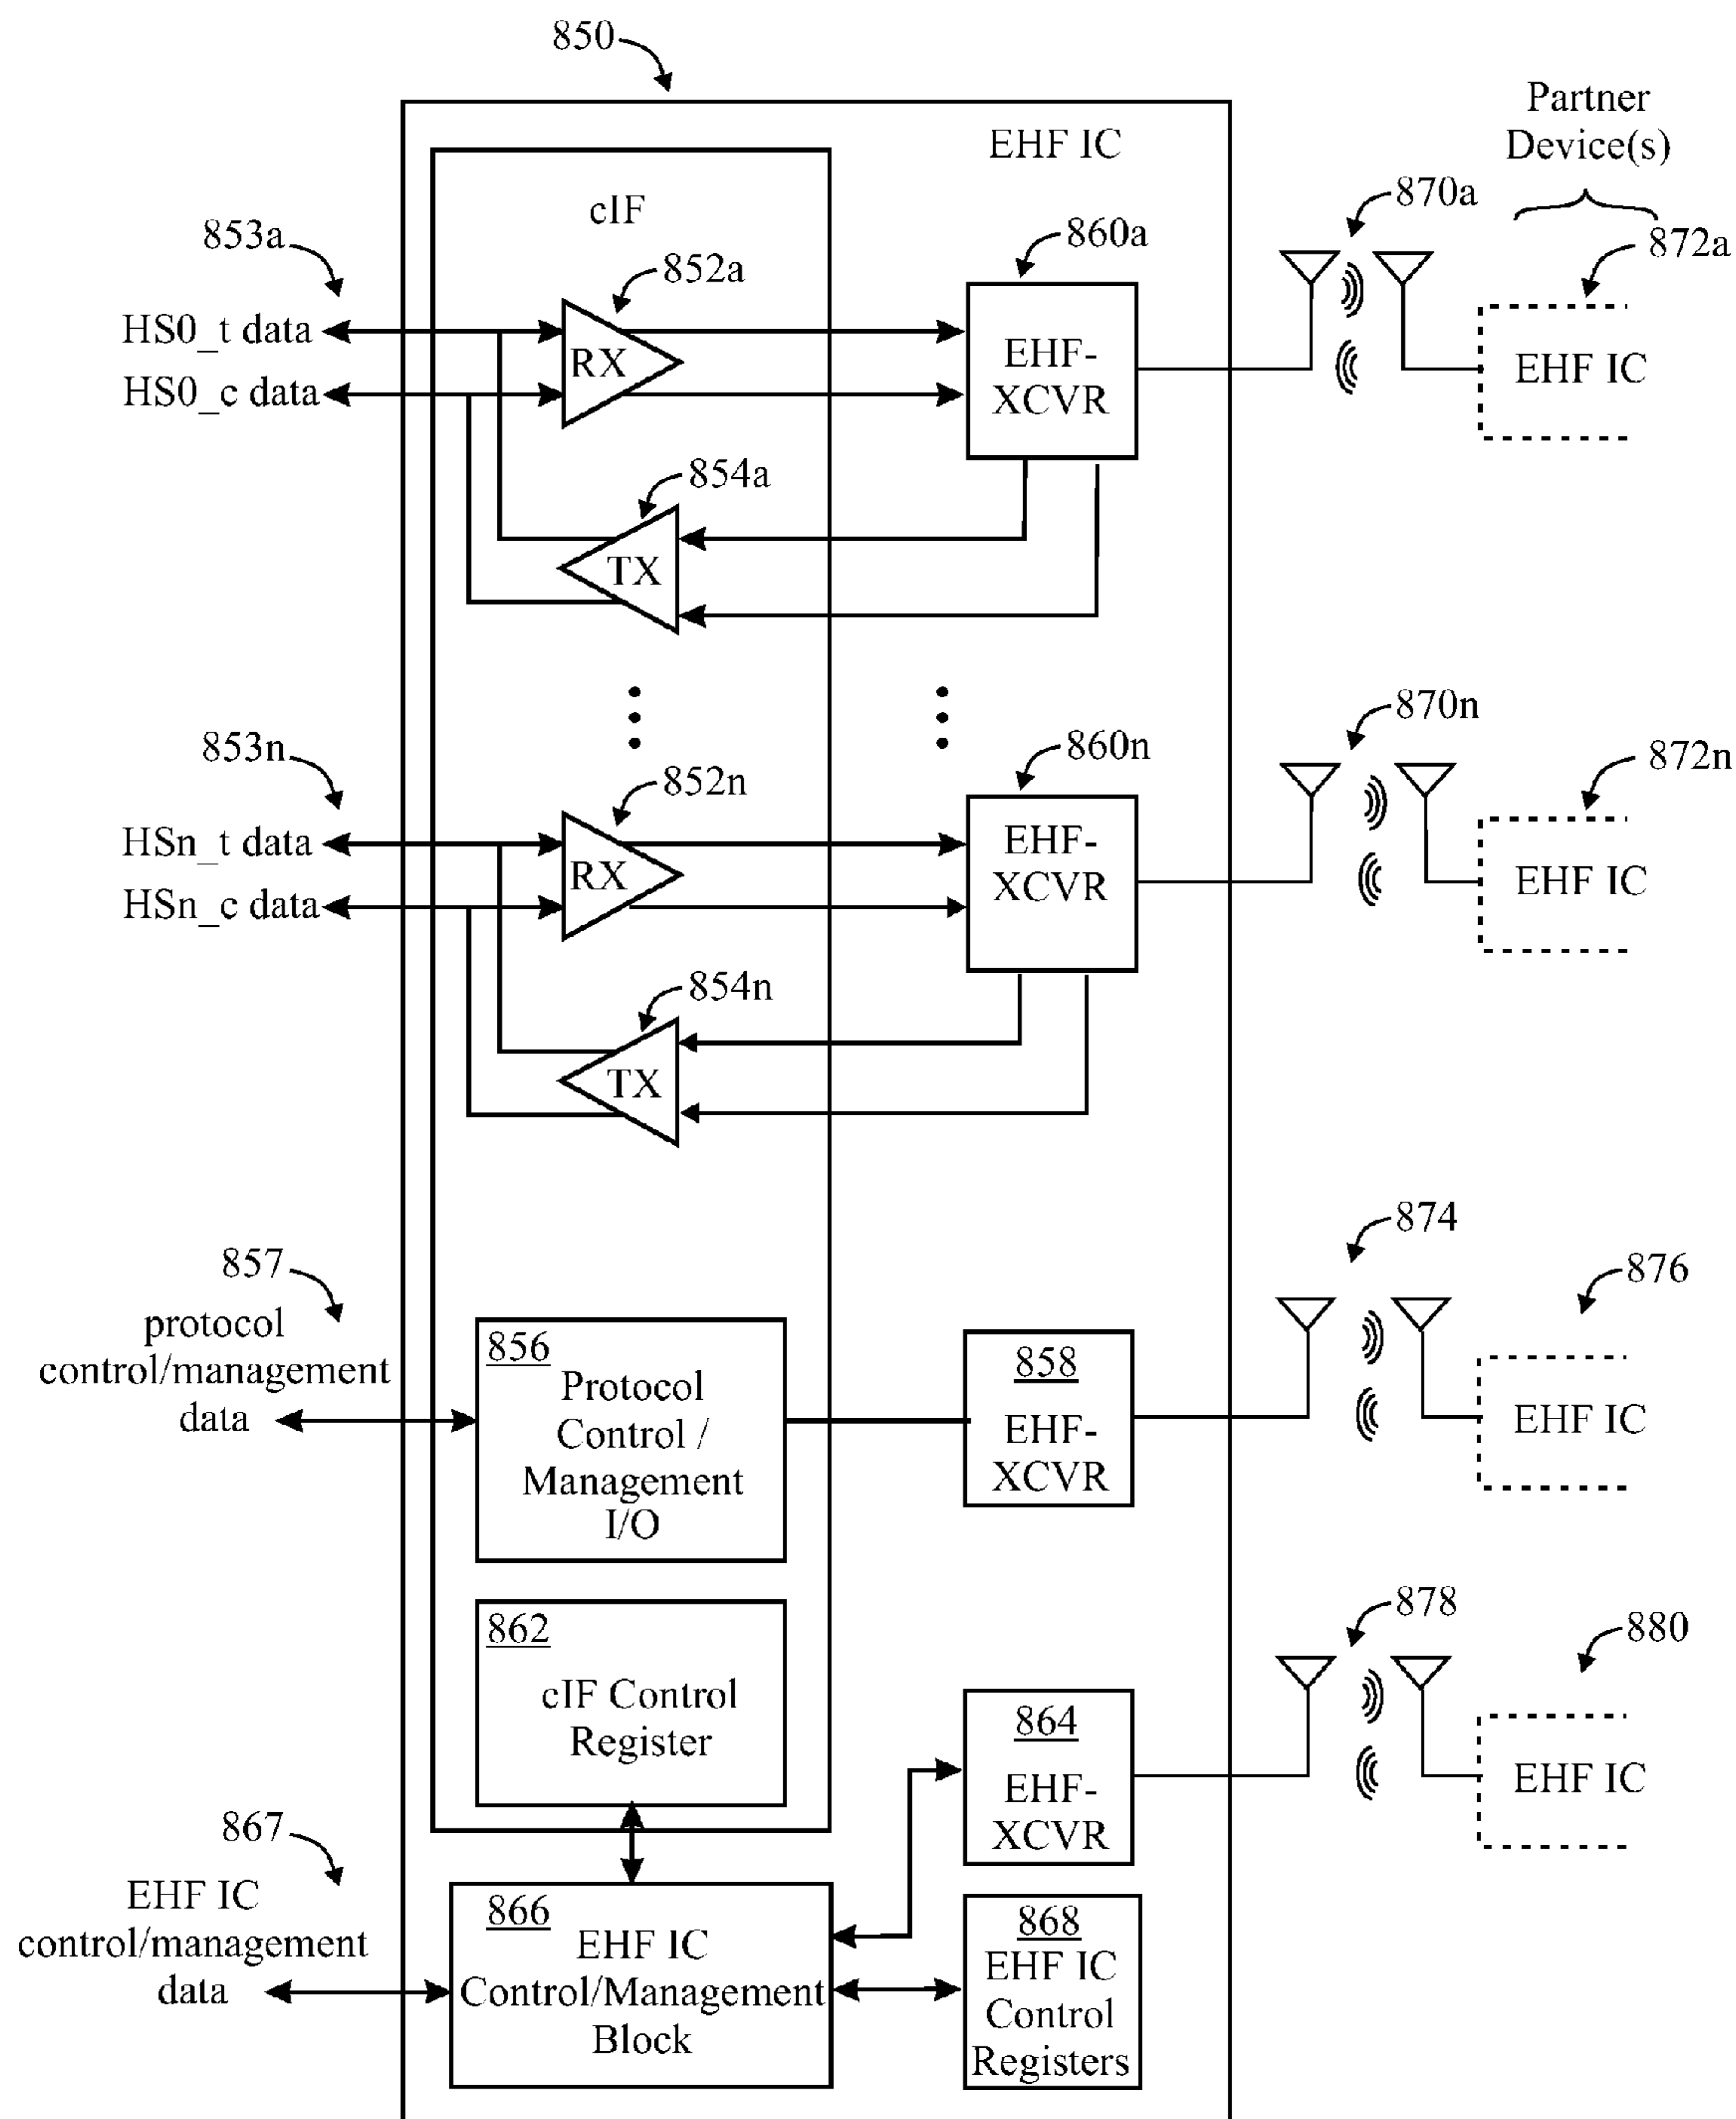 850
EHF IC
Partner
Device(s)
cIF
853a
852a
860a
870a
872a
HS0_t data
HS0_c data
RX
EHF-
XCVR
EHF IC
854a
TX
853n
852n
860n
870n
872n
HSn_t data
HSn_c data
RX
EHF-
XCVR
EHF IC
854n
TX
857
874
876
protocol
control/management
data
856
Protocol
Control /
Management
I/O
858
EHF-
XCVR
EHF IC
862
cIF Control
Register
878
880
864
EHF-
XCVR
EHF IC
867
EHF IC
control/management
data
866
EHF IC
Control/Management
Block
868
EHF IC
Control
Registers